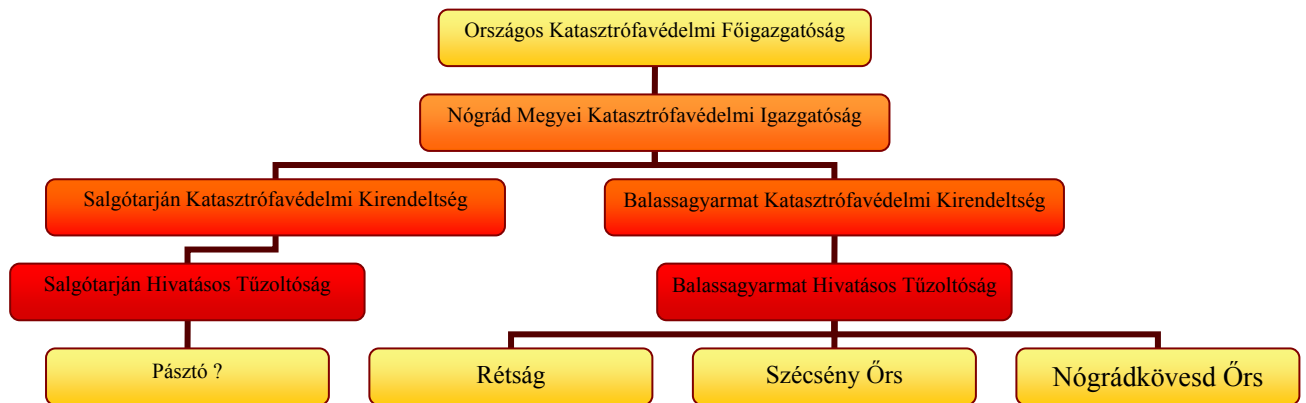 Országos Katasztrófavédelmi Főigazgatóság
Nógrád Megyei Katasztrófavédelmi Igazgatóság
Salgótarján Katasztrófavédelmi Kirendeltség
Balassagyarmat Katasztrófavédelmi Kirendeltség
Salgótarján Hivatásos Tűzoltóság
Balassagyarmat Hivatásos Tűzoltóság
Pásztó ?
Rétság
Szécsény Őrs
Nógrádkövesd Őrs